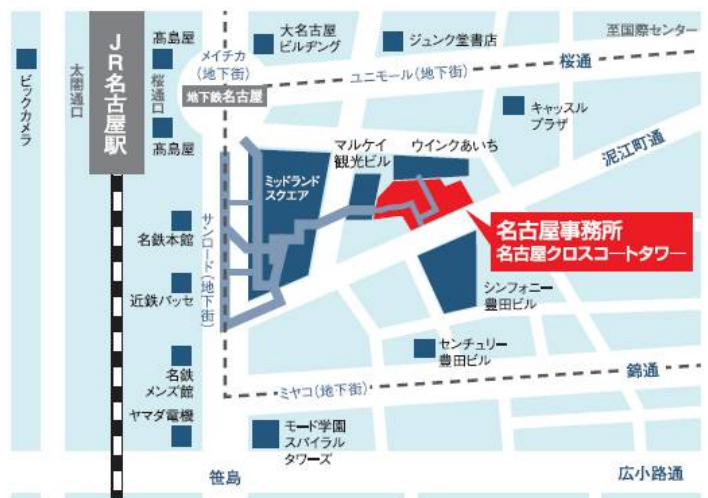 至国際センター
大名古屋
ビルヂング
ジュンク堂書店
髙島屋
JR名古屋駅
メイチカ
(地下街)
桜通
ユニモール(地下街)
太閤通口
桜通口
ビックカメラ
地下鉄名古屋
キャッスル
プラザ
髙島屋
マルケイ
観光ビル
ウインクあいち
泥江町通
ミッドランド
スクエア
名鉄本館
サンロード(地下街)
名古屋事務所
名古屋クロスコートタワー
近鉄パッセ
シンフォニー
豊田ビル
センチュリー
豊田ビル
名鉄
メンズ館
錦通
ミヤコ(地下街)
ヤマダ電機
モード学園
スパイラル
タワーズ
笹島
広小路通